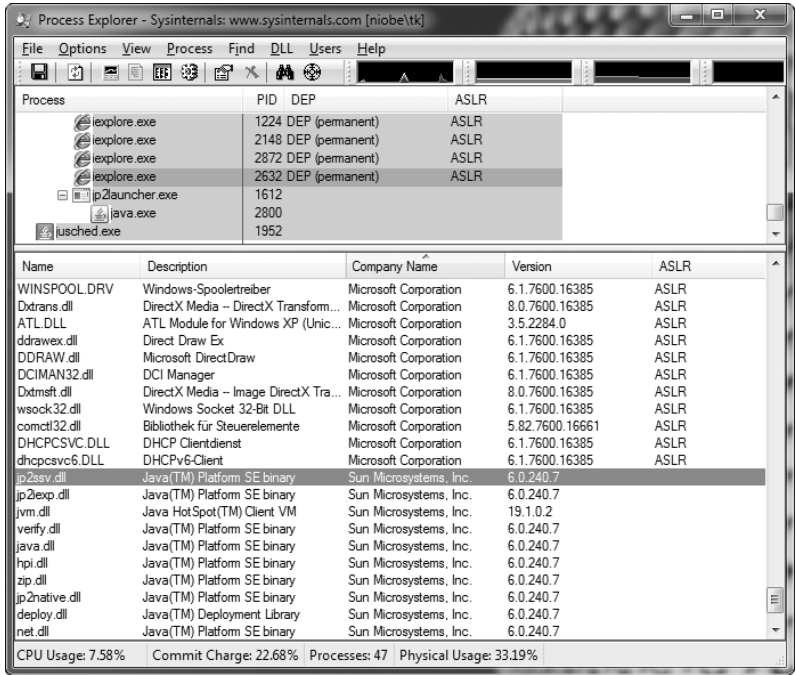 Process Explorer - Sysinternals: www.sysinternals.com [niobe\tk]
File Options View Process Find DLL Users Help
Process PID DEP ASLR
iexplore.exe 1224 DEP (permanent) ASLR
iexplore.exe 2148 DEP (permanent) ASLR
iexplore.exe 2872 DEP (permanent) ASLR
iexplore.exe 2632 DEP (permanent) ASLR
jp2launcher.exe 1612
java.exe 2800
jusched.exe 1952
Name Description Company Name Version ASLR
WINSPOOL.DRV Windows-Spoolertreiber Microsoft Corporation 6.1.7600.16385 ASLR
Dxtrans.dll DirectX Media -- DirectX Transform... Microsoft Corporation 8.0.7600.16385 ASLR
ATL.DLL ATL Module for Windows XP (Unic... Microsoft Corporation 3.5.2284.0 ASLR
ddrawex.dll Direct Draw Ex Microsoft Corporation 6.1.7600.16385 ASLR
DDRAW.dll Microsoft DirectDraw Microsoft Corporation 6.1.7600.16385 ASLR
DCIMAN32.dll DCI Manager Microsoft Corporation 6.1.7600.16385 ASLR
Dxtmsft.dll DirectX Media -- Image DirectX Tra... Microsoft Corporation 8.0.7600.16385 ASLR
wsock32.dll Windows Socket 32-Bit DLL Microsoft Corporation 6.1.7600.16385 ASLR
comctl32.dll Bibliothek für Steuerelemente Microsoft Corporation 5.82.7600.16661 ASLR
DHCPCSVC.DLL DHCP Clientdienst Microsoft Corporation 6.1.7600.16385 ASLR
dhcpcsvc6.DLL DHCPv6-Client Microsoft Corporation 6.1.7600.16385 ASLR
jp2ssv.dll Java(TM) Platform SE binary Sun Microsystems, Inc. 6.0.240.7
jp2iexp.dll Java(TM) Platform SE binary Sun Microsystems, Inc. 6.0.240.7
jvm.dll Java HotSpot(TM) Client VM Sun Microsystems, Inc. 19.1.0.2
verify.dll Java(TM) Platform SE binary Sun Microsystems, Inc. 6.0.240.7
java.dll Java(TM) Platform SE binary Sun Microsystems, Inc. 6.0.240.7
hpi.dll Java(TM) Platform SE binary Sun Microsystems, Inc. 6.0.240.7
zip.dll Java(TM) Platform SE binary Sun Microsystems, Inc. 6.0.240.7
jp2native.dll Java(TM) Platform SE binary Sun Microsystems, Inc. 6.0.240.7
deploy.dll Java(TM) Deployment Library Sun Microsystems, Inc. 6.0.240.7
net.dll Java(TM) Platform SE binary Sun Microsystems, Inc. 6.0.240.7
CPU Usage: 7.58% Commit Charge: 22.68% Processes: 47 Physical Usage: 33.19%